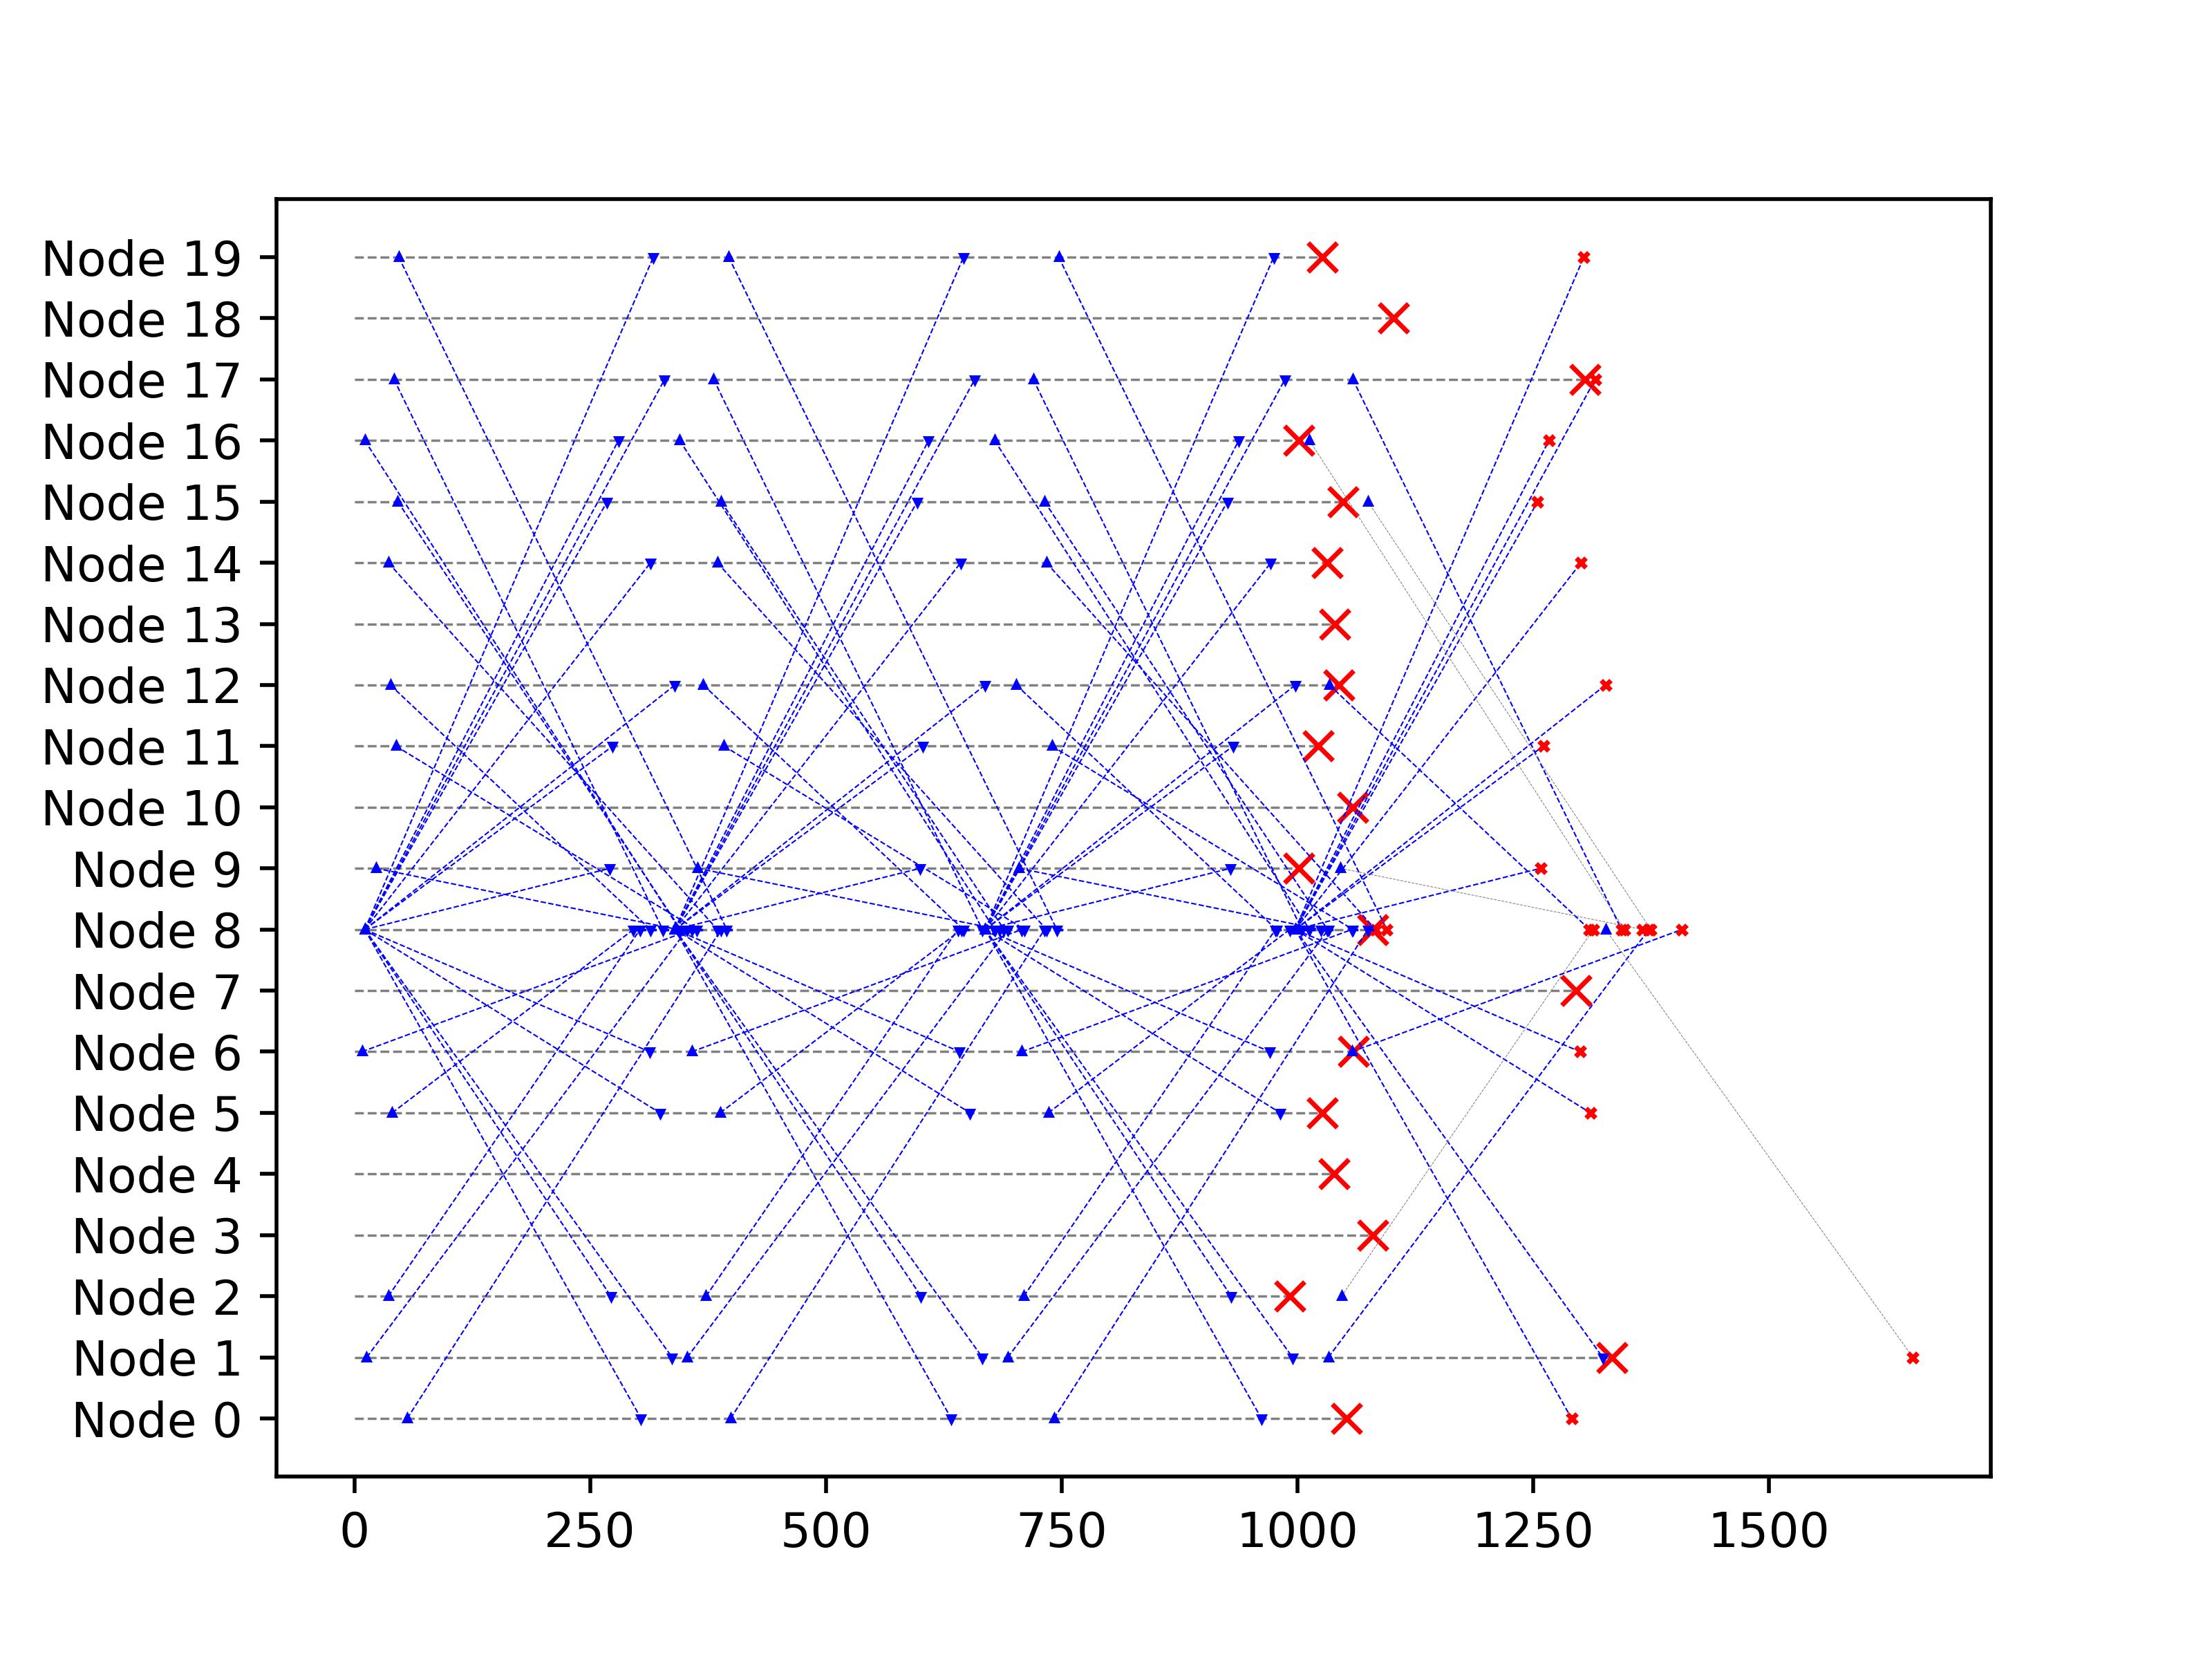 Node 19
Node 18
Node 17
Node 16
Node 15
Node 14
Node 13
Node 12
Node 11
Node 10
Node 9
Node 8
Node 7
Node 6
Node 5
Node 4
Node 3
Node 2
Node 1
Node 0
0 250 500 750 1000 1250 1500